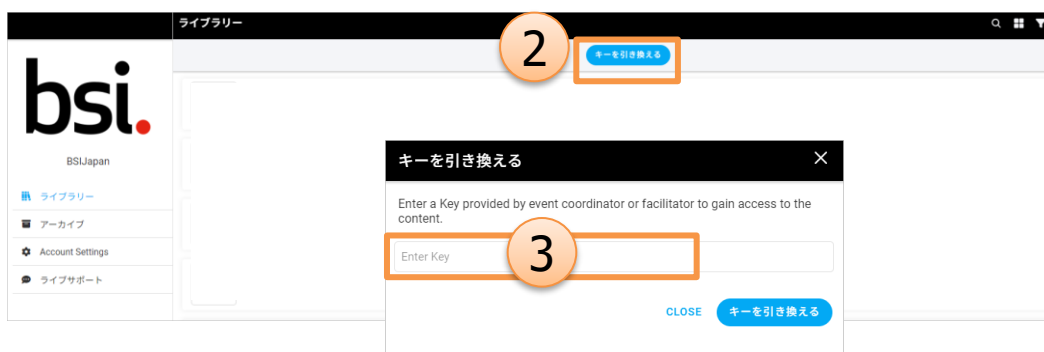 ライブラリー
2
キーを引き換える
bsi.
BSIJapan
ライブラリー
アーカイブ
Account Settings
ライブサポート
キーを引き換える
Enter a Key provided by event coordinator or facilitator to gain access to the
content.
Enter Key
3
CLOSE
キーを引き換える